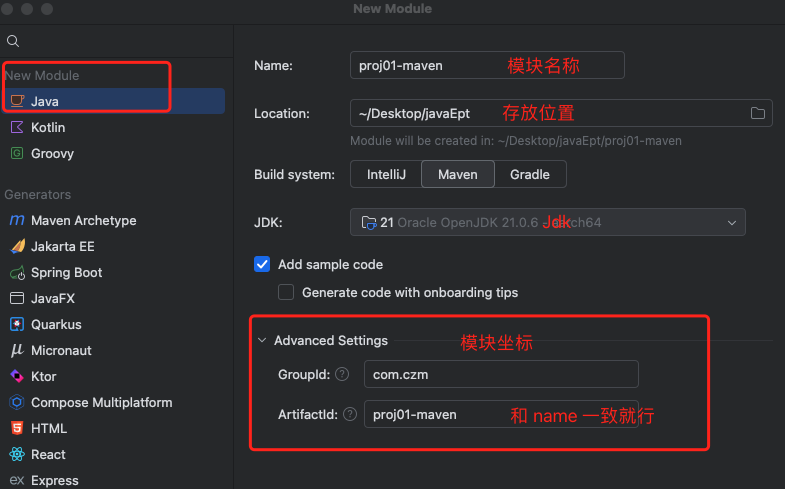 New Module
New Module
Java
Kotlin
Groovy
Generators
Maven Archetype
Jakarta EE
Spring Boot
JavaFX
Quarkus
Micronaut
Ktor
Compose Multiplatform
HTML
React
Express
Name: proj01-maven 模块名称
Location: ~/Desktop/javaEpt 存放位置
Module will be created in: ~/Desktop/javaEpt/proj01-maven
Build system: IntelliJ Maven Gradle
JDK: 21 Oracle OpenJDK 21.0.6 Jdk
Add sample code
Generate code with onboarding tips
Advanced Settings 模块坐标
GroupId: ? com.czm
ArtifactId: ? proj01-maven 和 name 一致就行